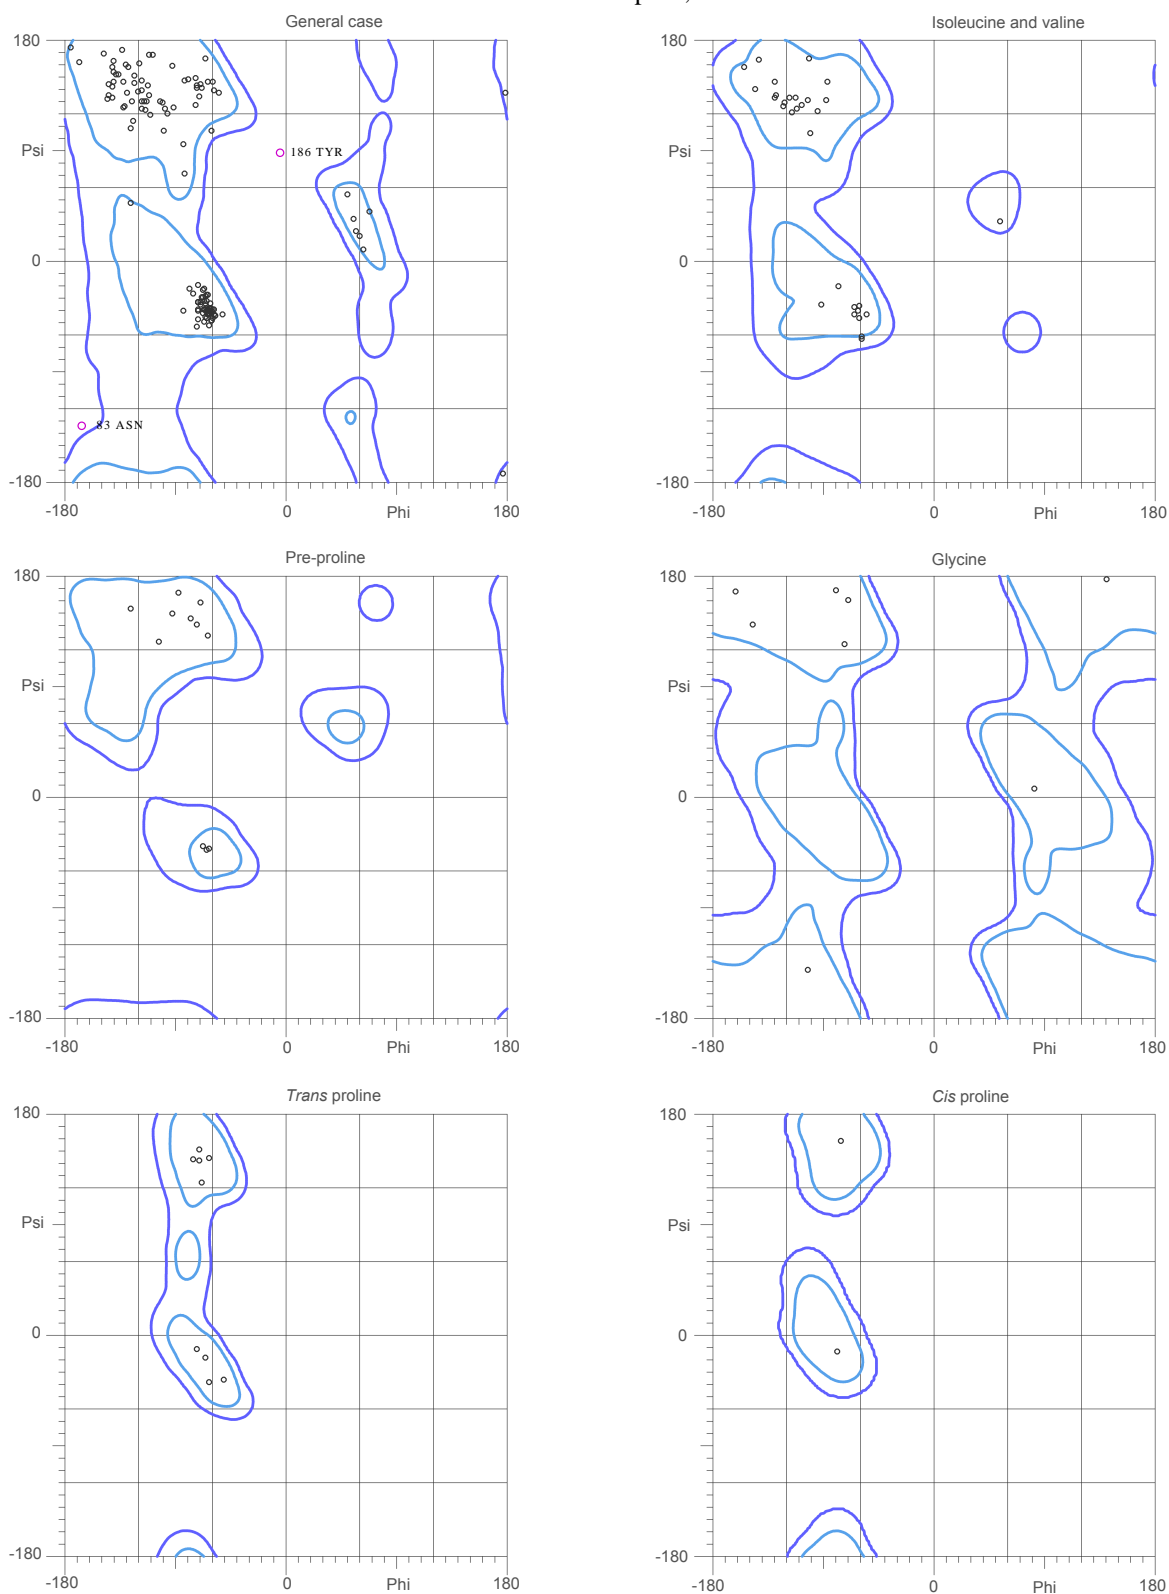 General case
Isoleucine and valine
180
180
186 TYR
Psi
Psi
0
0
83 ASN
-180
-180
-180
0
Phi
180
-180
0
Phi
180
Pre-proline
Glycine
180
180
Psi
Psi
0
0
-180
-180
-180
0
Phi
180
-180
0
Phi
180
Trans proline
Cis proline
180
180
Psi
Psi
0
0
-180
-180
-180
0
Phi
180
-180
0
Phi
180